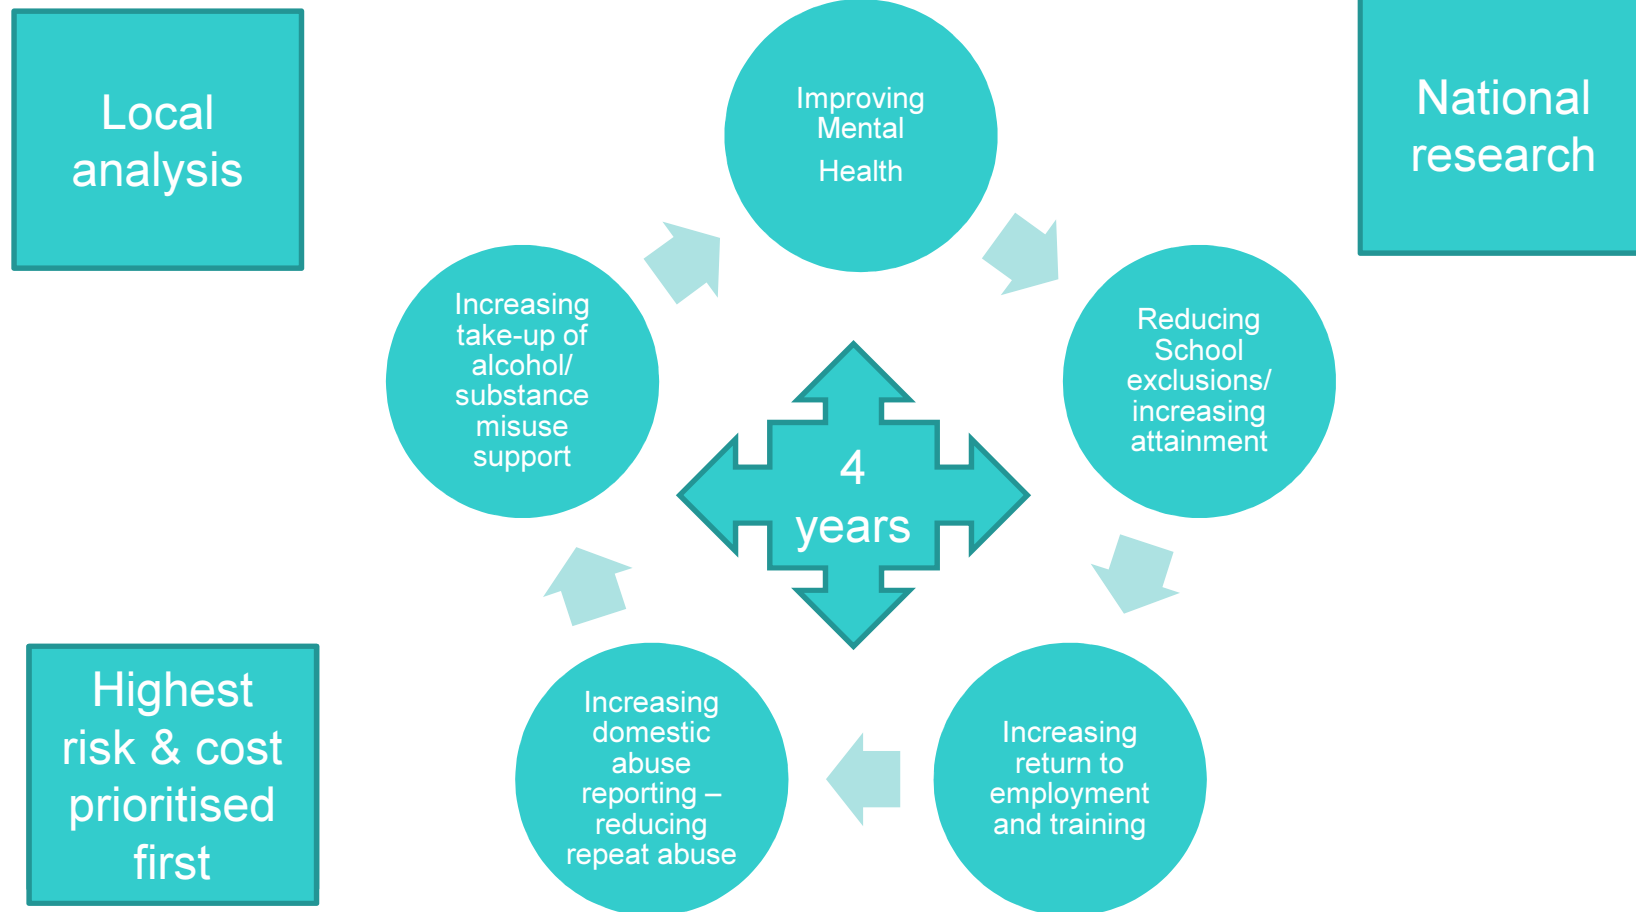 Local
analysis
Improving
Mental
Health
National
research
Increasing
take-up of
alcohol/
substance
misuse
support
Reducing
School
exclusions/
increasing
attainment
4
years
Highest
risk & cost
prioritised
first
Increasing
domestic
abuse
reporting –
reducing
repeat abuse
Increasing
return to
employment
and training